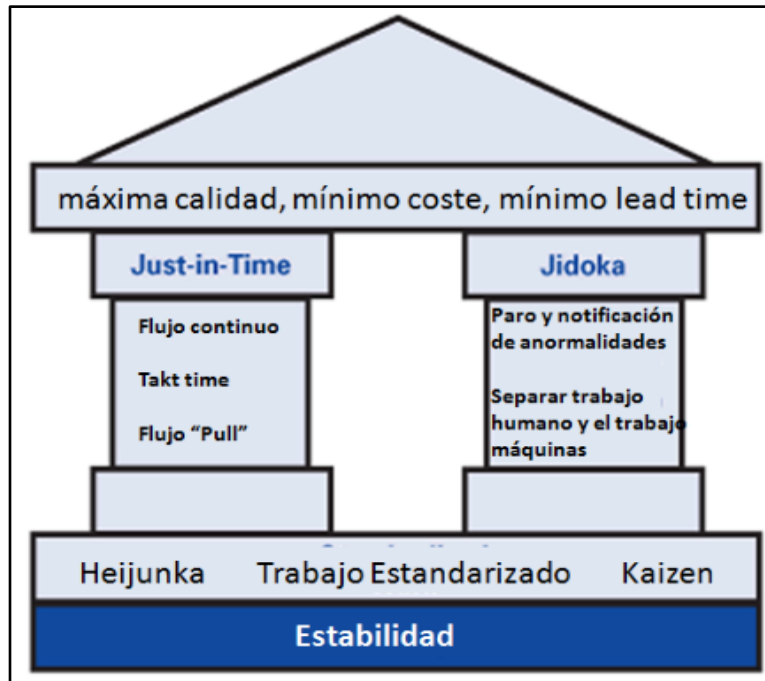 máxima calidad, mínimo coste, mínimo lead time
Just-in-Time
Jidoka
Flujo continuo
Takt time
Flujo “Pull”
Paro y notificación
de anormalidades
Separar trabajo
humano y el trabajo
máquinas
Heijunka Trabajo Estandarizado Kaizen
Estabilidad